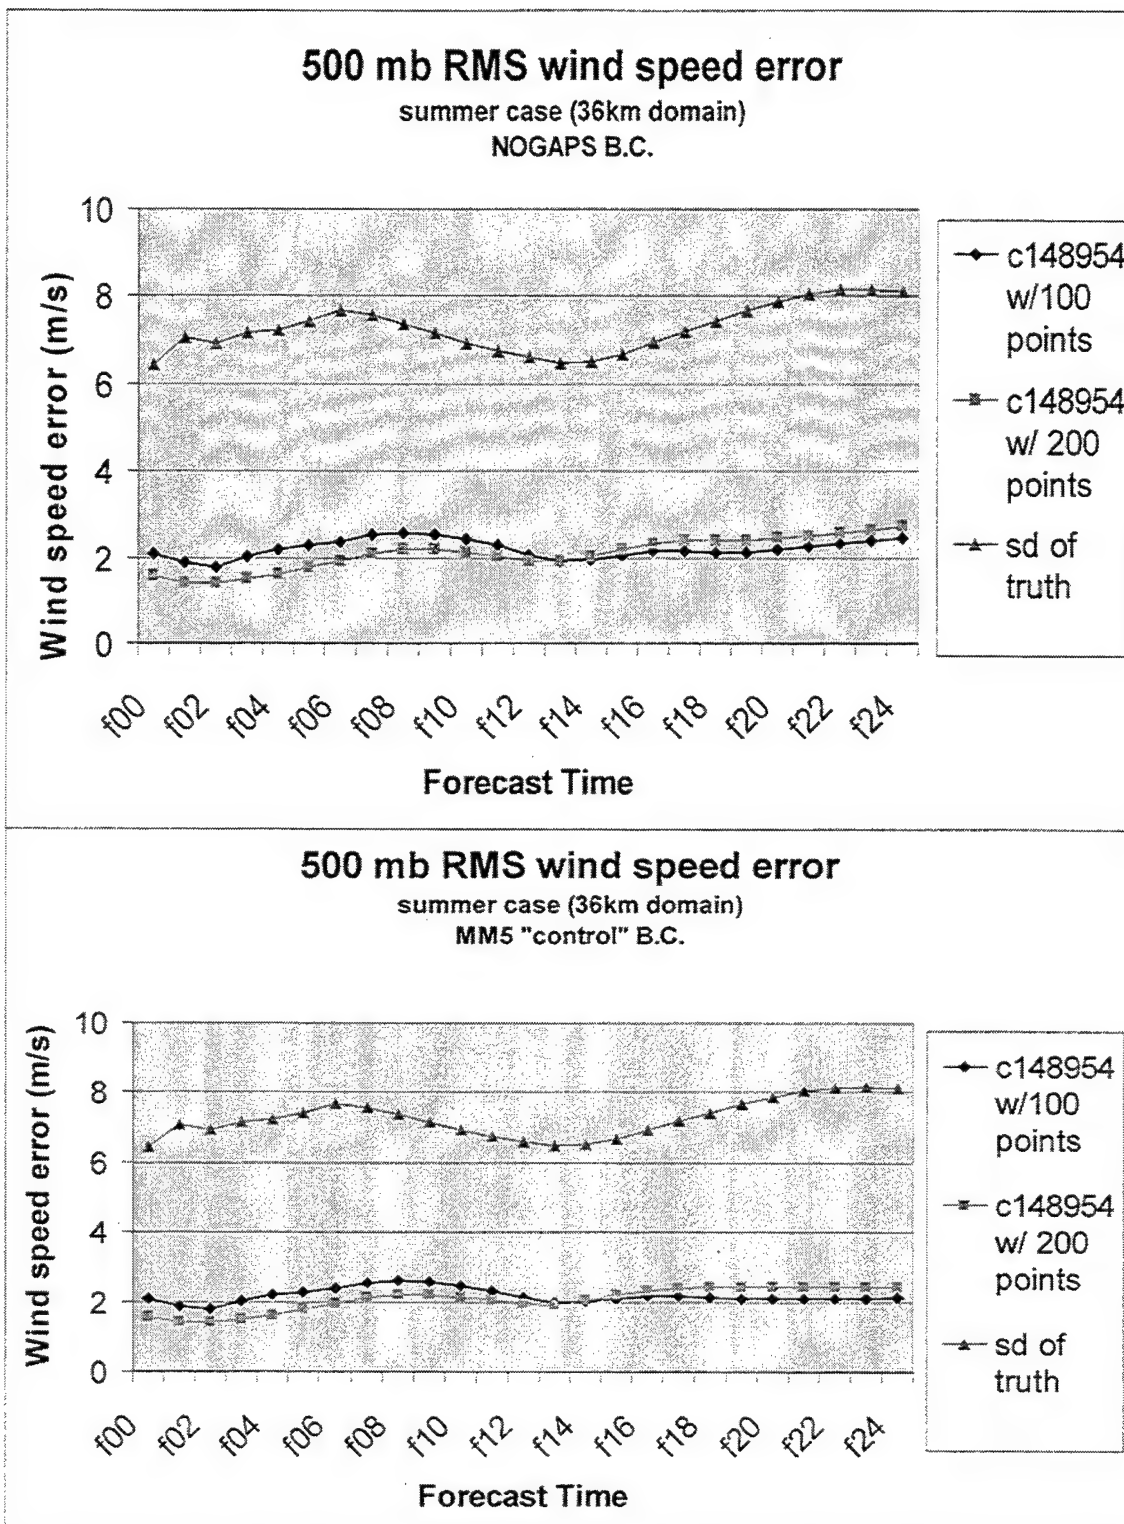 500 mb RMS wind speed error
summer case (36km domain)
NOGAPS B.C.
Wind speed error (m/s)
10
8
6
4
2
0
f00
f02
f04
f06
f08
f10
f12
f14
f16
f18
f20
f22
f24
Forecast Time
c148954
w/100
points
c148954
w/ 200
points
sd of
truth
500 mb RMS wind speed error
summer case (36km domain)
MM5 "control" B.C.
Wind speed error (m/s)
10
8
6
4
2
0
f00
f02
f04
f06
f08
f10
f12
f14
f16
f18
f20
f22
f24
Forecast Time
c148954
w/100
points
c148954
w/ 200
points
sd of
truth